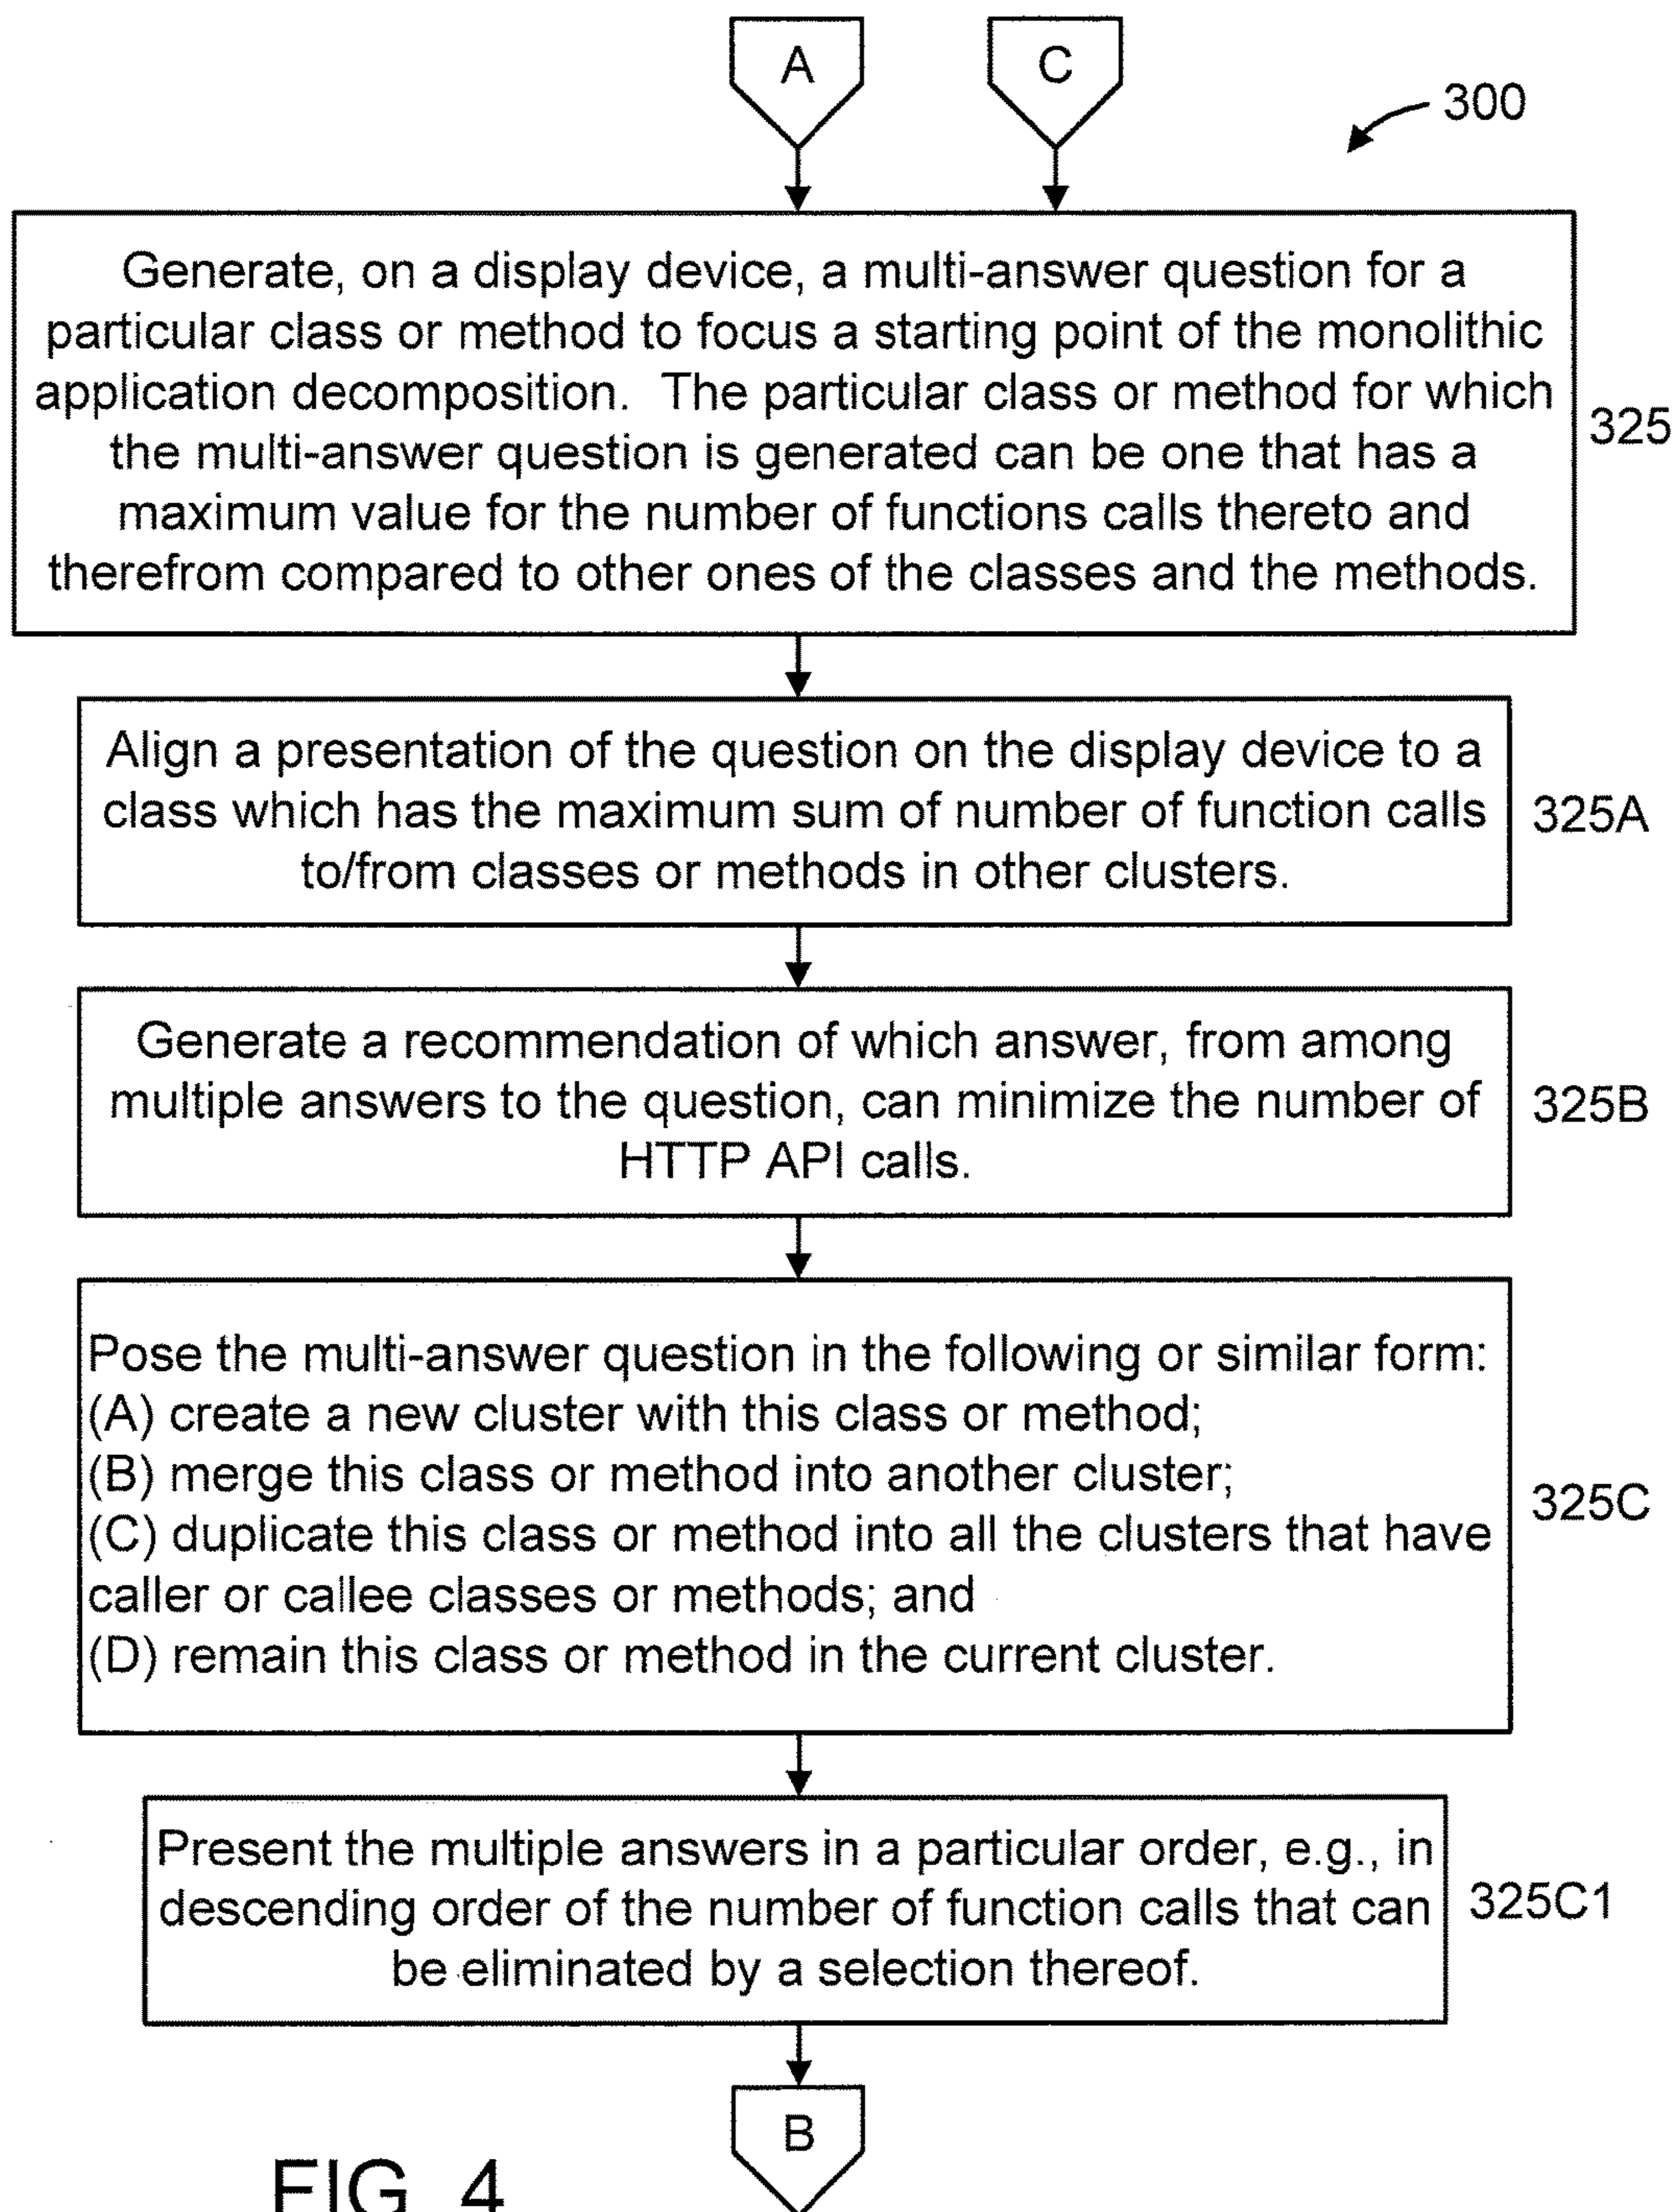 A
C
300
Generate, on a display device, a multi-answer question for a
particular class or method to focus a starting point of the monolithic
application decomposition.  The particular class or method for which
the multi-answer question is generated can be one that has a
maximum value for the number of functions calls thereto and
therefrom compared to other ones of the classes and the methods.
325
Align a presentation of the question on the display device to a
class which has the maximum sum of number of function calls
to/from classes or methods in other clusters.
325A
Generate a recommendation of which answer, from among
multiple answers to the question, can minimize the number of
HTTP API calls.
325B
Pose the multi-answer question in the following or similar form:
(A) create a new cluster with this class or method;
(B) merge this class or method into another cluster;
(C) duplicate this class or method into all the clusters that have
caller or callee classes or methods; and
(D) remain this class or method in the current cluster.
325C
Present the multiple answers in a particular order, e.g., in
descending order of the number of function calls that can
be eliminated by a selection thereof.
325C1
B
FIG. 4